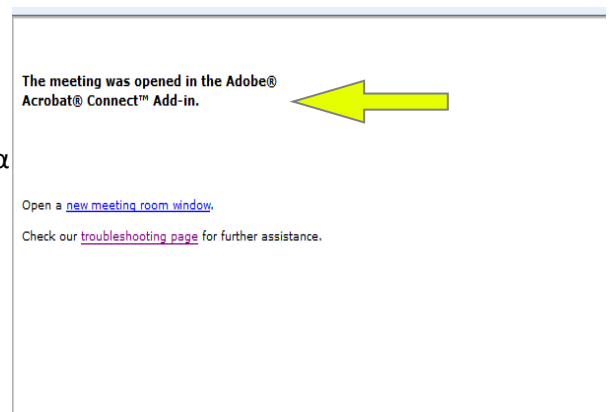 The meeting was opened in the Adobe®
Acrobat® Connect™ Add-in.
α
Open a new meeting room window.
Check our troubleshooting page for further assistance.